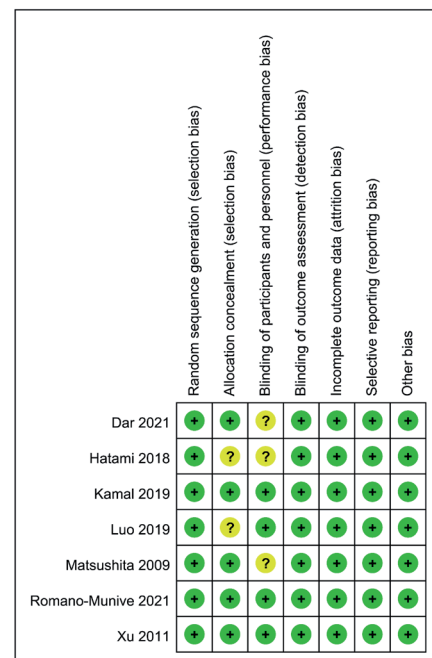 Random sequence generation (selection bias)
Allocation concealment (selection bias)
Blinding of participants and personnel (performance bias)
Blinding of outcome assessment (detection bias)
Incomplete outcome data (attrition bias)
Selective reporting (reporting bias)
Other bias
Dar 2021 + + ? + + + +
Hatami 2018 + ? ? + + + +
Kamal 2019 + + + + + + +
Luo 2019 + ? + + + + +
Matsushita 2009 + + ? + + + +
Romano-Munive 2021 + + + + + + +
Xu 2011 + + + + + + +